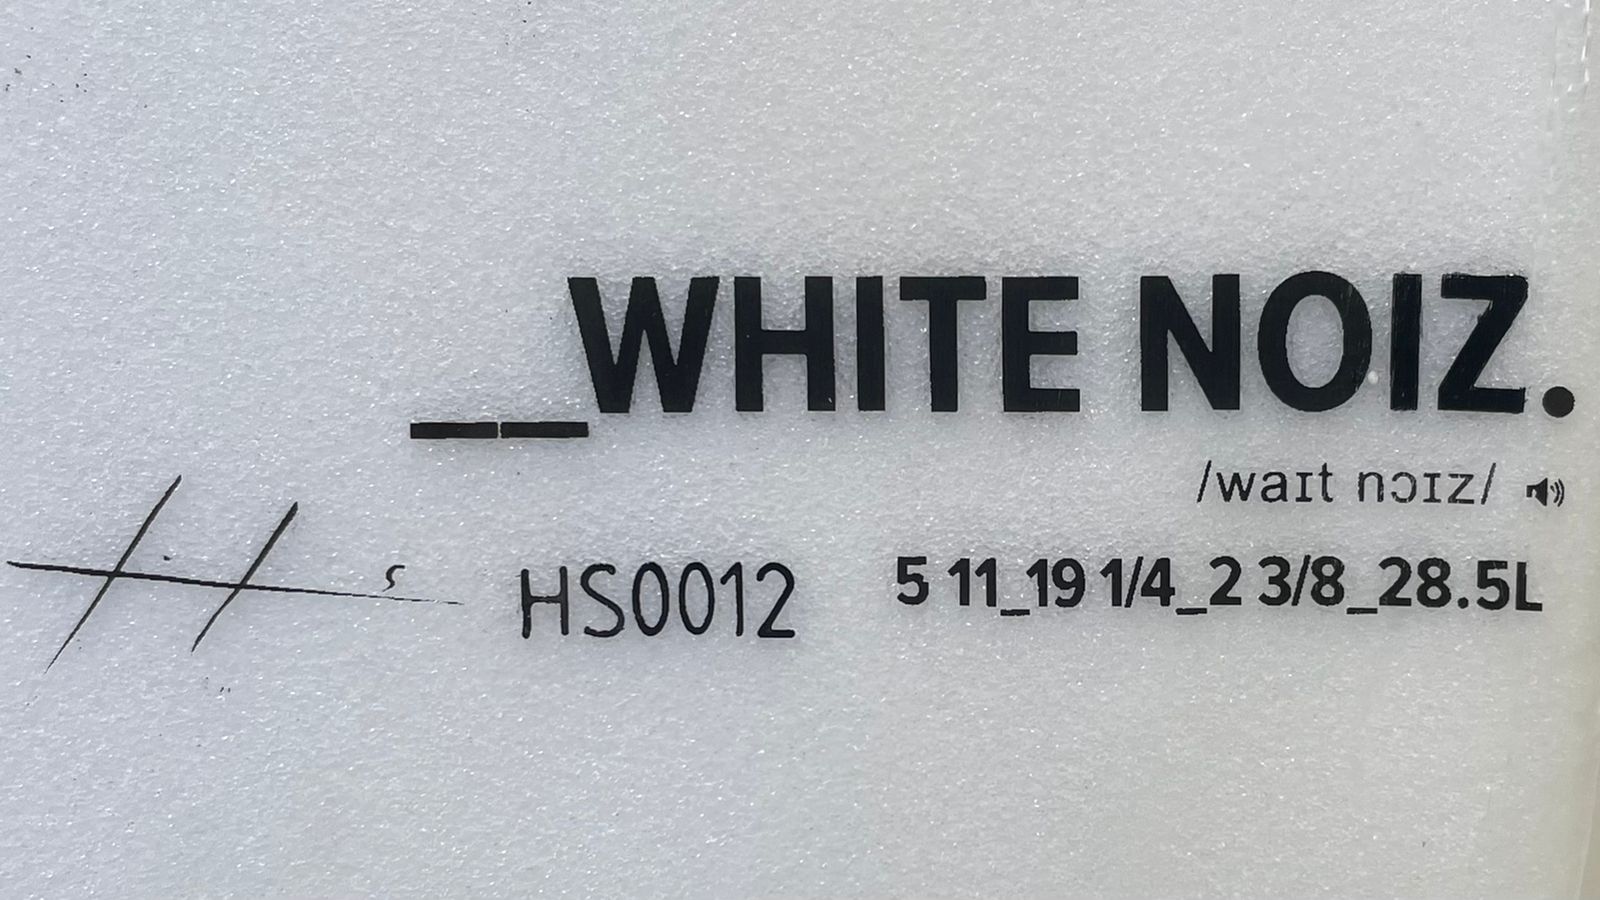 __WHITE NOIZ.
/waɪt nɔɪz/
HS0012 5 11_19 1/4_2 3/8_28.5L